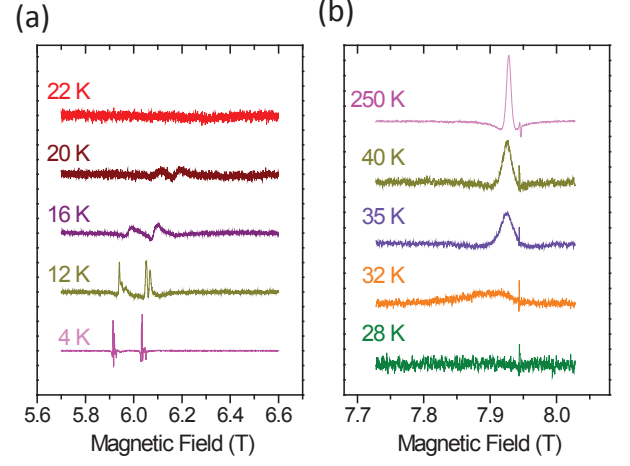 (a)
22 K
20 K
16 K
12 K
4 K
5.6 5.8 6.0 6.2 6.4 6.6
Magnetic Field (T)
(b)
250 K
40 K
35 K
32 K
28 K
7.7 7.8 7.9 8.0
Magnetic Field (T)